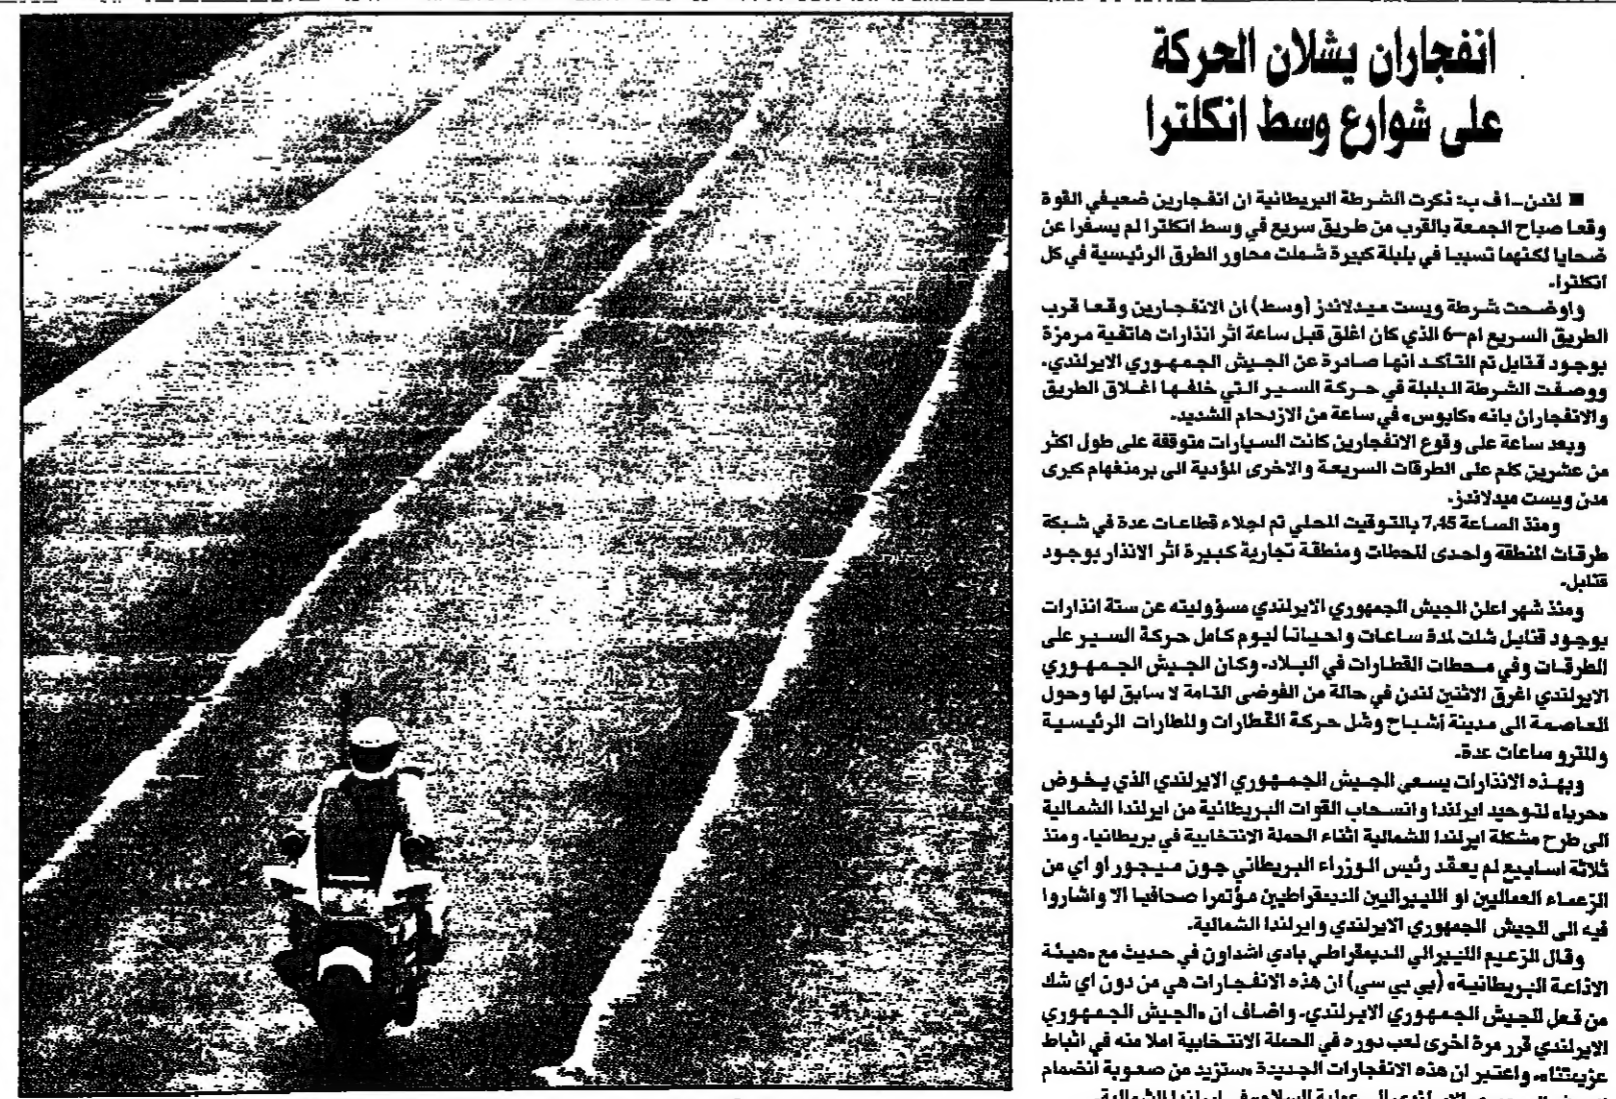 انفجاران يشلان الحركة
على شوارع وسط انكلترا
■ لندن ـ ا ف ب: ذكرت الشرطة البريطانية ان انفجارين ضعيفي القوة
وقعا صباح الجمعة بالقرب من طريق سريع في وسط انكلترا لم يسفرا عن
ضحايا لكنهما تسببا في بلبلة كبيرة شملت محاور الطرق الرئيسية في كل
انكلترا.
واوضحت شرطة ويست ميدلاندز (وسط) ان الانفجارين وقعا قرب
الطريق السريع ام-6 الذي كان اغلق قبل ساعة اثر انذارات هاتفية مرمزة
بوجود قنابل تم التأكد انها صادرة عن الجيش الجمهوري الايرلندي.
ووصفت الشرطة البلبلة في حركة السير التي خلفها اغلاق الطريق
والانفجاران بانه «كابوس» في ساعة من الازدحام الشديد.
وبعد ساعة على وقوع الانفجارين كانت السيارات متوقفة على طول اكثر
من عشرين كلم على الطرقات السريعة والاخرى المؤدية الى برمنغهام كبرى
مدن ويست ميدلاندز.
ومنذ الساعة 7,45 بالتوقيت المحلي تم اجلاء قطاعات عدة في شبكة
طرقات المنطقة واحدى المحطات ومنطقة تجارية كبيرة اثر الانذار بوجود
قنابل.
ومنذ شهر اعلن الجيش الجمهوري الايرلندي مسؤوليته عن ستة انذارات
بوجود قنابل شلت لمدة ساعات واحيانا ليوم كامل حركة السير على
الطرقات وفي محطات القطارات في البلاد. وكان الجيش الجمهوري
الايرلندي اغرق الاثنين لندن في حالة من الفوضى التامة لا سابق لها وحول
العاصمة الى مدينة أشباح وشل حركة القطارات والمطارات الرئيسية
والمترو ساعات عدة.
وبهذه الانذارات يسعى الجيش الجمهوري الايرلندي الذي يخوض
«حربا» لتوحيد ايرلندا وانسحاب القوات البريطانية من ايرلندا الشمالية
الى طرح مشكلة ايرلندا الشمالية اثناء الحملة الانتخابية في بريطانيا. ومنذ
ثلاثة اسابيع لم يعقد رئيس الوزراء البريطاني جون ميجور او اي من
الزعماء العماليين او الليبراليين الديمقراطيين مؤتمرا صحافيا الا واشاروا
فيه الى الجيش الجمهوري الايرلندي وايرلندا الشمالية.
وقال الزعيم الليبرالي الديمقراطي بادي اشداون في حديث مع «هيئة
الاذاعة البريطانية» (بي بي سي) ان هذه الانفجارات هي من دون اي شك
من فعل الجيش الجمهوري الايرلندي. واضاف ان «الجيش الجمهوري
الايرلندي قرر مرة اخرى لعب دوره في الحملة الانتخابية املا منه في اثباط
عزيمتنا». واعتبر ان هذه الانفجارات الجديدة «ستزيد من صعوبة انضمام